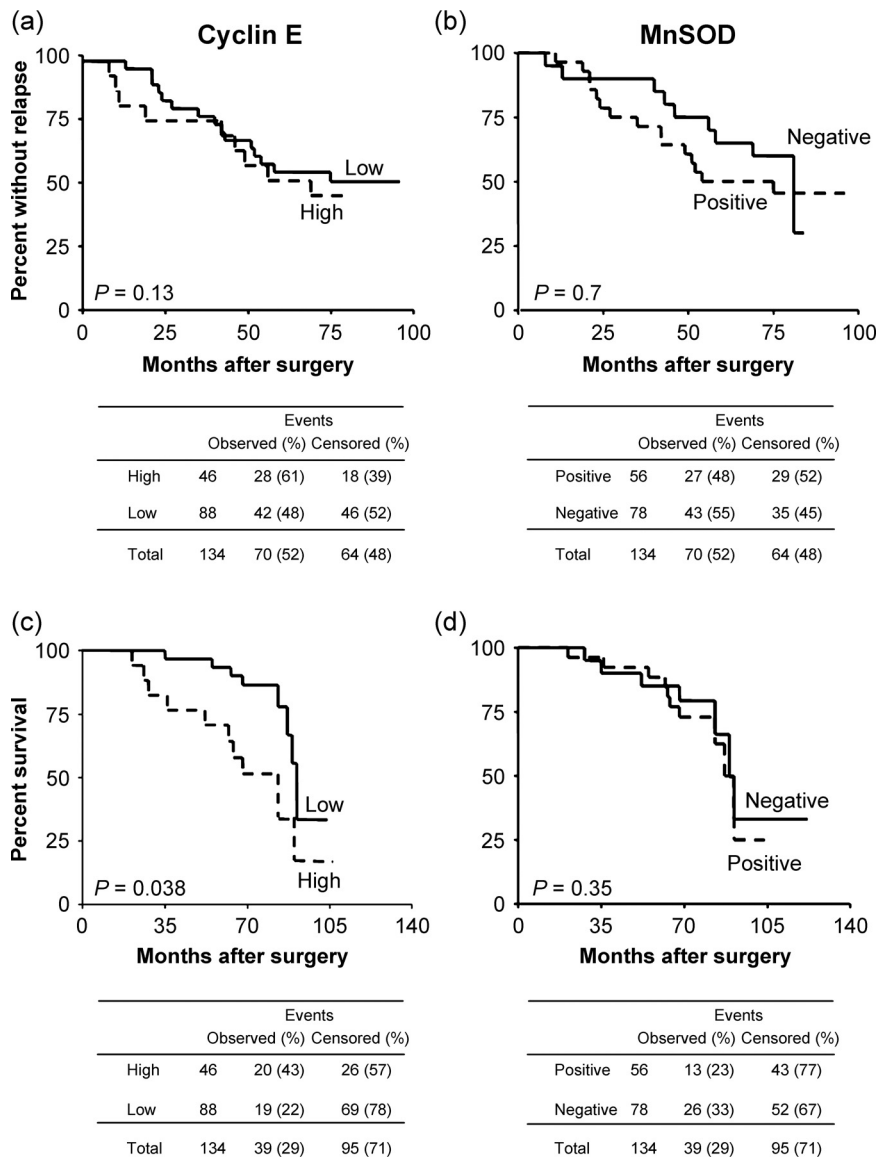 (a)
Cyclin E
Percent without relapse
100
75
50
25
0
Low
High
P = 0.13
0 25 50 75 100
Months after surgery
Events
Observed (%) Censored (%)
High 46 28 (61) 18 (39)
Low 88 42 (48) 46 (52)
Total 134 70 (52) 64 (48)
(b)
MnSOD
100
75
50
25
0
Negative
Positive
P = 0.7
0 25 50 75 100
Months after surgery
Events
Observed (%) Censored (%)
Positive 56 27 (48) 29 (52)
Negative 78 43 (55) 35 (45)
Total 134 70 (52) 64 (48)
(c)
Percent survival
100
75
50
25
0
Low
High
P = 0.038
0 35 70 105 140
Months after surgery
Events
Observed (%) Censored (%)
High 46 20 (43) 26 (57)
Low 88 19 (22) 69 (78)
Total 134 39 (29) 95 (71)
(d)
100
75
50
25
0
Negative
Positive
P = 0.35
0 35 70 105 140
Months after surgery
Events
Observed (%) Censored (%)
Positive 56 13 (23) 43 (77)
Negative 78 26 (33) 52 (67)
Total 134 39 (29) 95 (71)